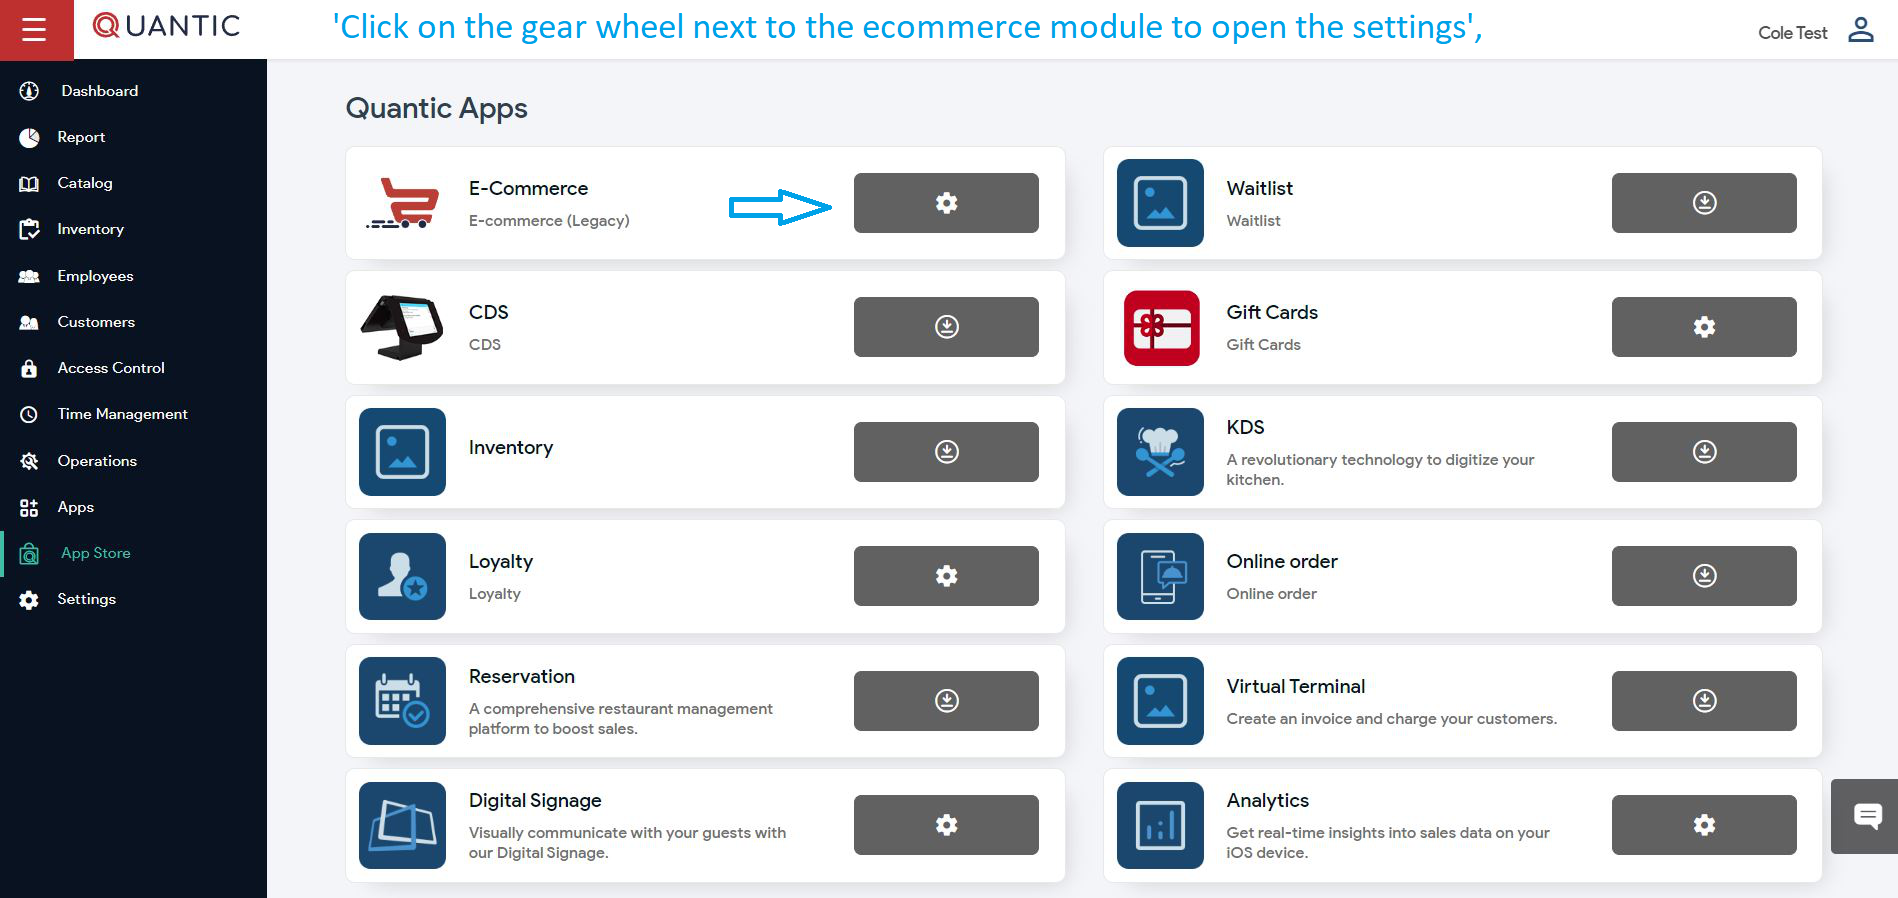 QUANTIC
'Click on the gear wheel next to the ecommerce module to open the settings',
Cole Test
Dashboard
Report
Catalog
Inventory
Employees
Customers
Access Control
Time Management
Operations
Apps
App Store
Settings
Quantic Apps
E-Commerce
E-commerce (Legacy)
Waitlist
Waitlist
CDS
CDS
Gift Cards
Gift Cards
Inventory
KDS
A revolutionary technology to digitize your
kitchen.
Loyalty
Loyalty
Online order
Online order
Reservation
A comprehensive restaurant management
platform to boost sales.
Virtual Terminal
Create an invoice and charge your customers.
Digital Signage
Visually communicate with your guests with
our Digital Signage.
Analytics
Get real-time insights into sales data on your
iOS device.